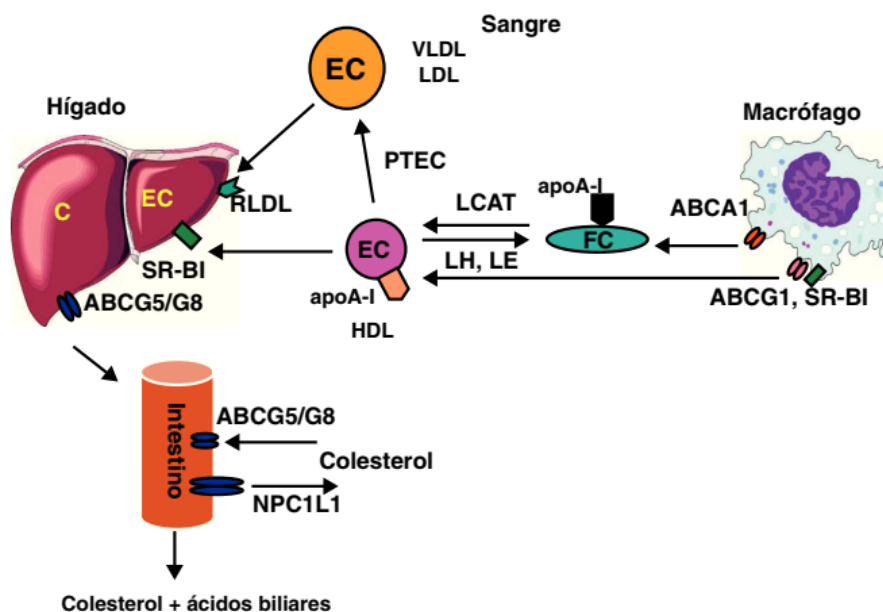 Sangre
EC
VLDL
LDL
Hígado
Macrófago
PTEC
C
EC
RLDL
LCAT
apoA-I
ABCA1
EC
FC
SR-BI
LH, LE
ABCG5/G8
apoA-I
ABCG1, SR-BI
HDL
Intestino
ABCG5/G8
Colesterol
NPC1L1
Colesterol + ácidos biliares